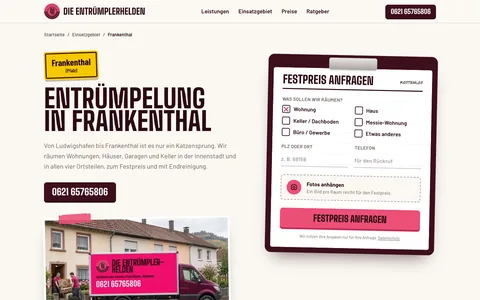 DIE ENTRÜMPLERHELDEN
Leistungen Einsatzgebiet Preise Ratgeber
0621 65765806
Startseite / Einsatzgebiet / Frankenthal
Frankenthal
(Pfalz)
ENTRÜMPELUNG
IN FRANKENTHAL
Von Ludwigshafen bis Frankenthal ist es nur ein Katzensprung. Wir
räumen Wohnungen, Häuser, Garagen und Keller in der Innenstadt und
in allen vier Ortsteilen, zum Festpreis und mit Endreinigung.
0621 65765806
DIE ENTRÜMPLER-
HELDEN
0621 65765806
FESTPREIS ANFRAGEN
KOSTENLOS
WAS SOLLEN WIR RÄUMEN?
Wohnung
Haus
Keller / Dachboden
Messie-Wohnung
Büro / Gewerbe
Etwas anderes
PLZ ODER ORT
TELEFON
z. B. 68159
für den Rückruf
Fotos anhängen
Ein Bild pro Raum reicht für den Festpreis.
FESTPREIS ANFRAGEN
Wir nutzen Ihre Angaben nur für Ihre Anfrage. Datenschutz